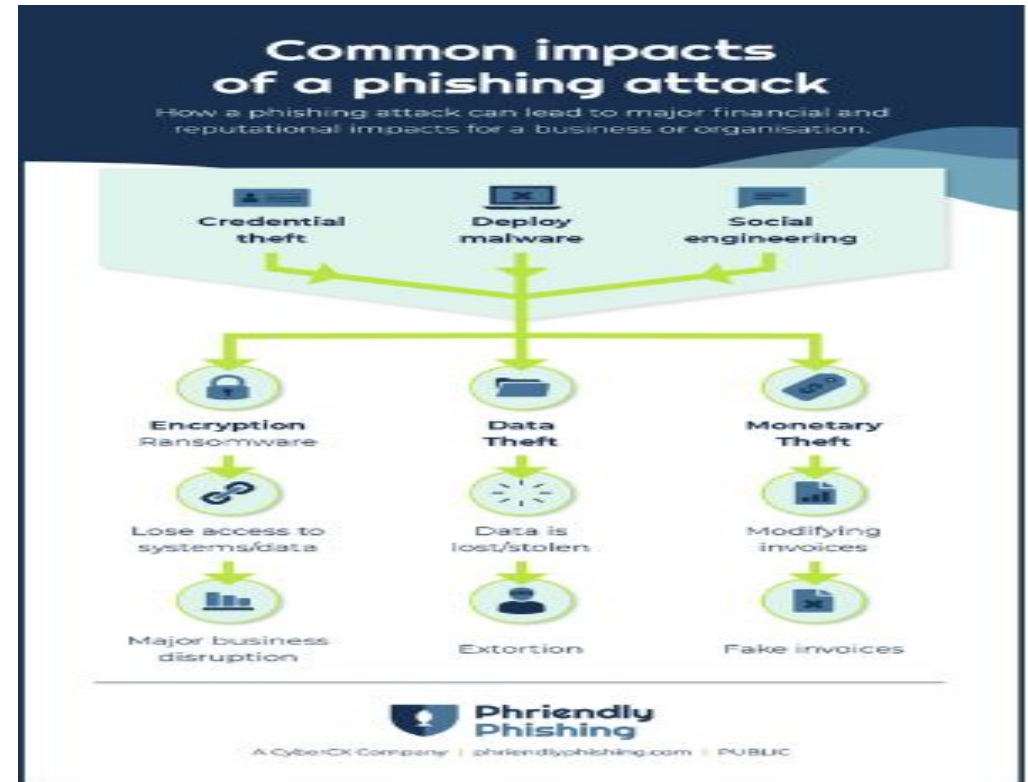 Common impacts
of a phishing attack
How a phishing attack can lead to major financial and
reputational impacts for a business or organisation.
Credential
theft
Deploy
malware
Social
engineering
Encryption
Ransomware
Data
Theft
Monetary
Theft
Lose access to
systems/data
Data is
lost/stolen
Modifying
invoices
Major business
disruption
Extortion
Fake invoices
Phriendly
Phishing
A CyberCX Company | phriendlyphishing.com | PUBLIC